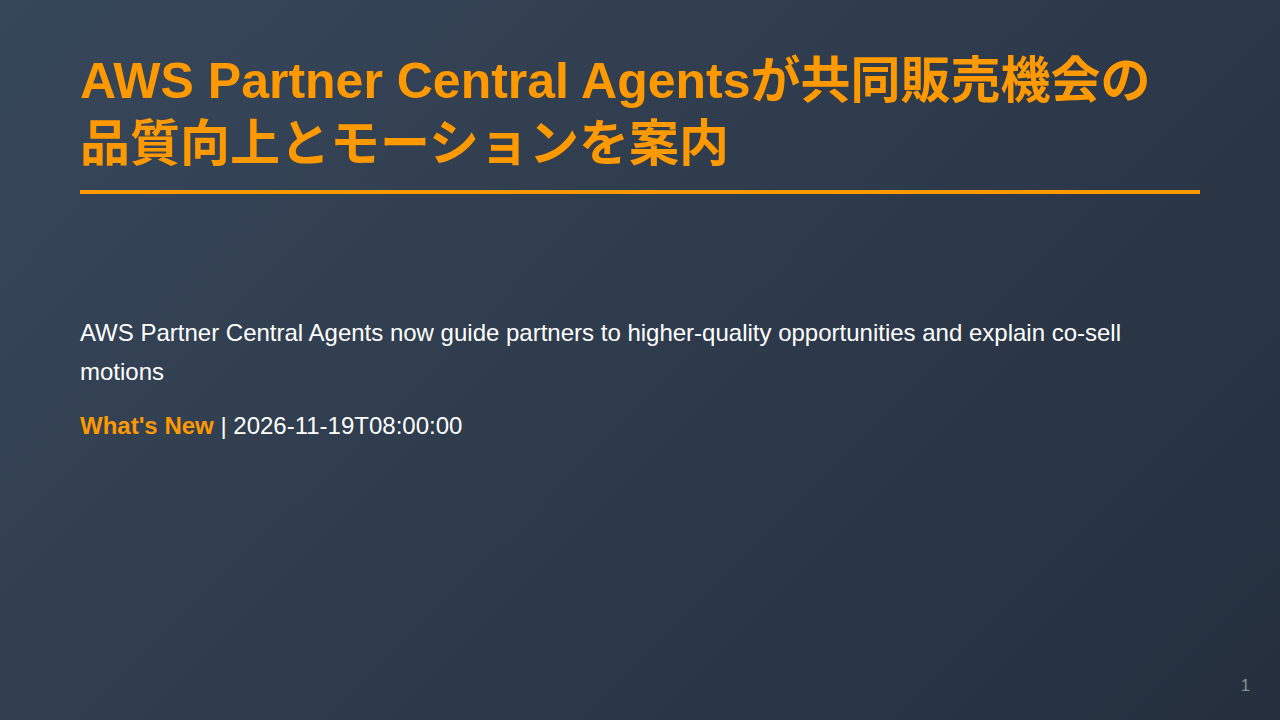 AWS Partner Central Agentsが共同販売機会の
品質向上とモーションを案内
AWS Partner Central Agents now guide partners to higher-quality opportunities and explain co-sell
motions
What's New | 2026-11-19T08:00:00
1